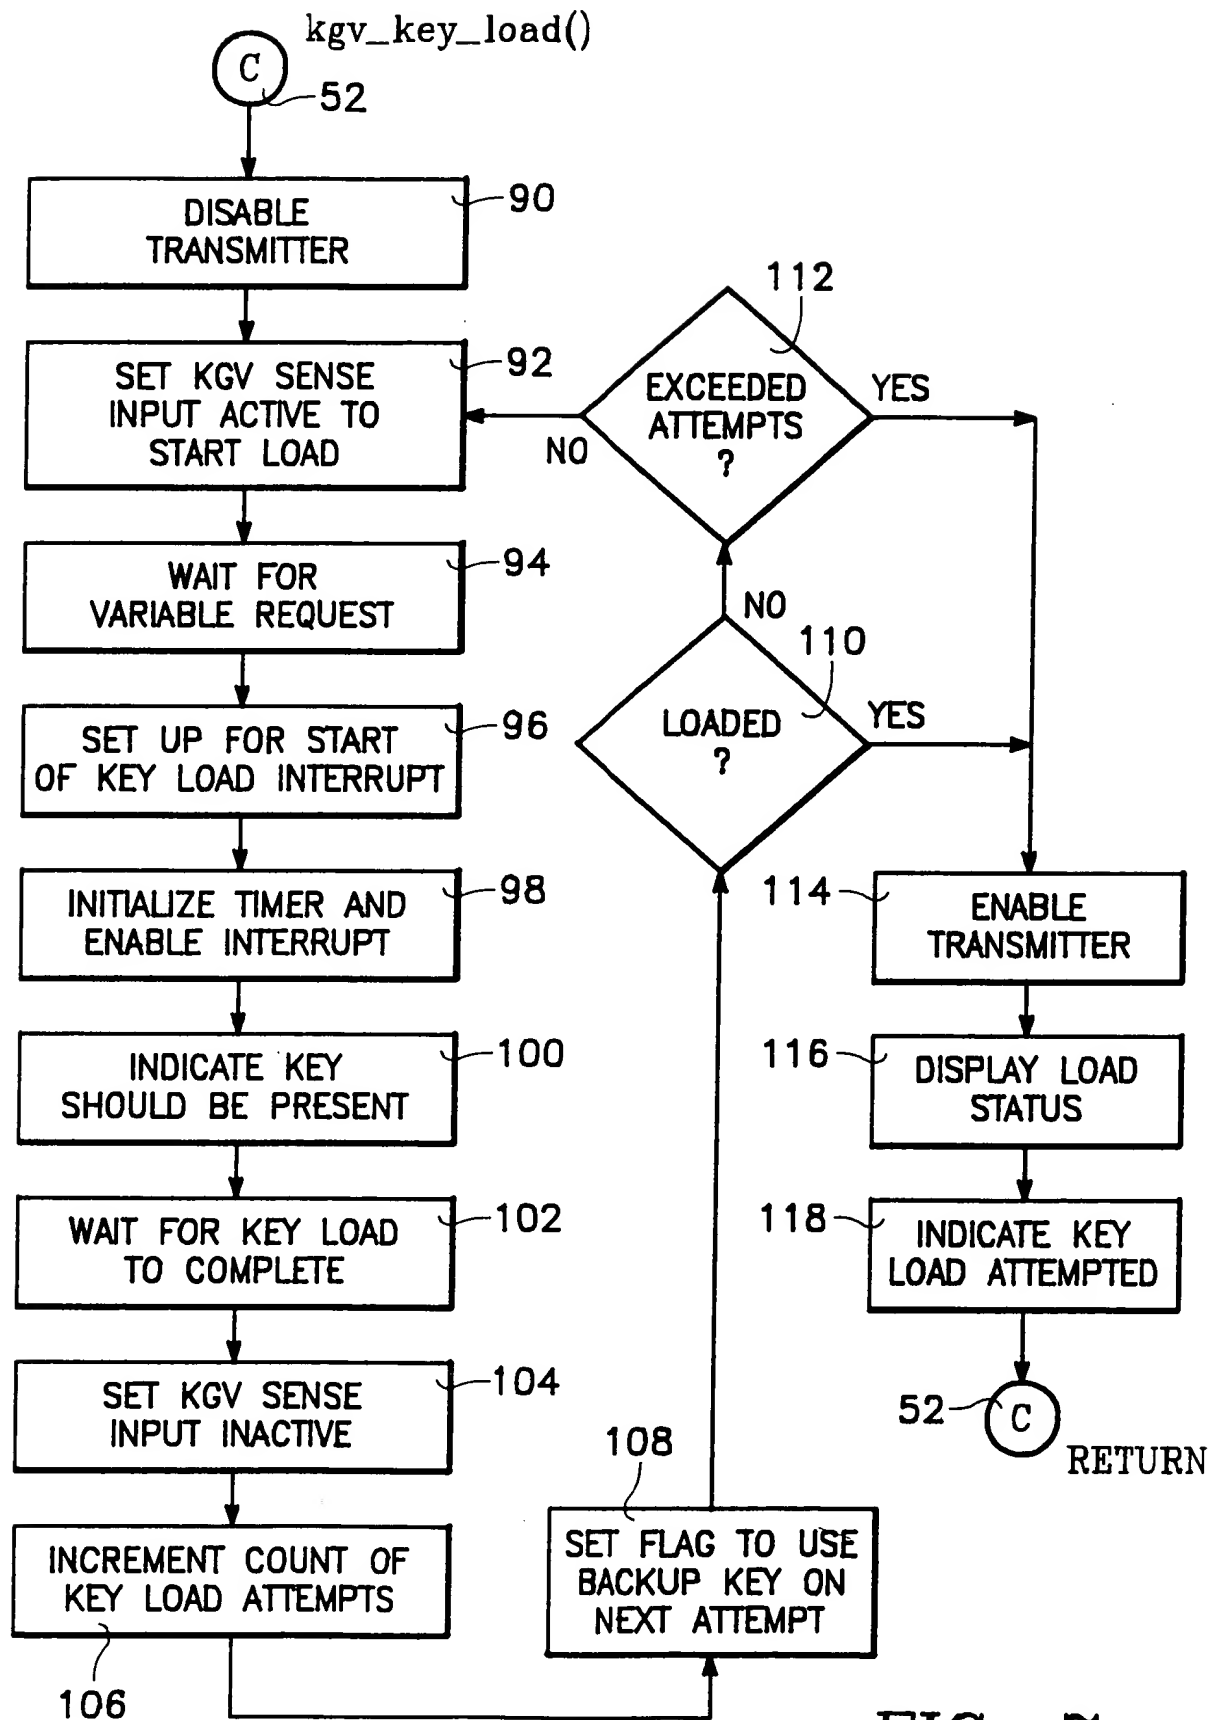 kgv_key_load()
C
52
DISABLE
TRANSMITTER
90
SET KGV SENSE
INPUT ACTIVE TO
START LOAD
92
WAIT FOR
VARIABLE REQUEST
94
SET UP FOR START
OF KEY LOAD INTERRUPT
96
INITIALIZE TIMER AND
ENABLE INTERRUPT
98
INDICATE KEY
SHOULD BE PRESENT
100
WAIT FOR KEY LOAD
TO COMPLETE
102
SET KGV SENSE
INPUT INACTIVE
104
INCREMENT COUNT OF
KEY LOAD ATTEMPTS
106
108
SET FLAG TO USE
BACKUP KEY ON
NEXT ATTEMPT
110
LOADED
?
YES
NO
112
EXCEEDED
ATTEMPTS
?
YES
NO
114
ENABLE
TRANSMITTER
116
DISPLAY LOAD
STATUS
118
INDICATE KEY
LOAD ATTEMPTED
52
C
RETURN